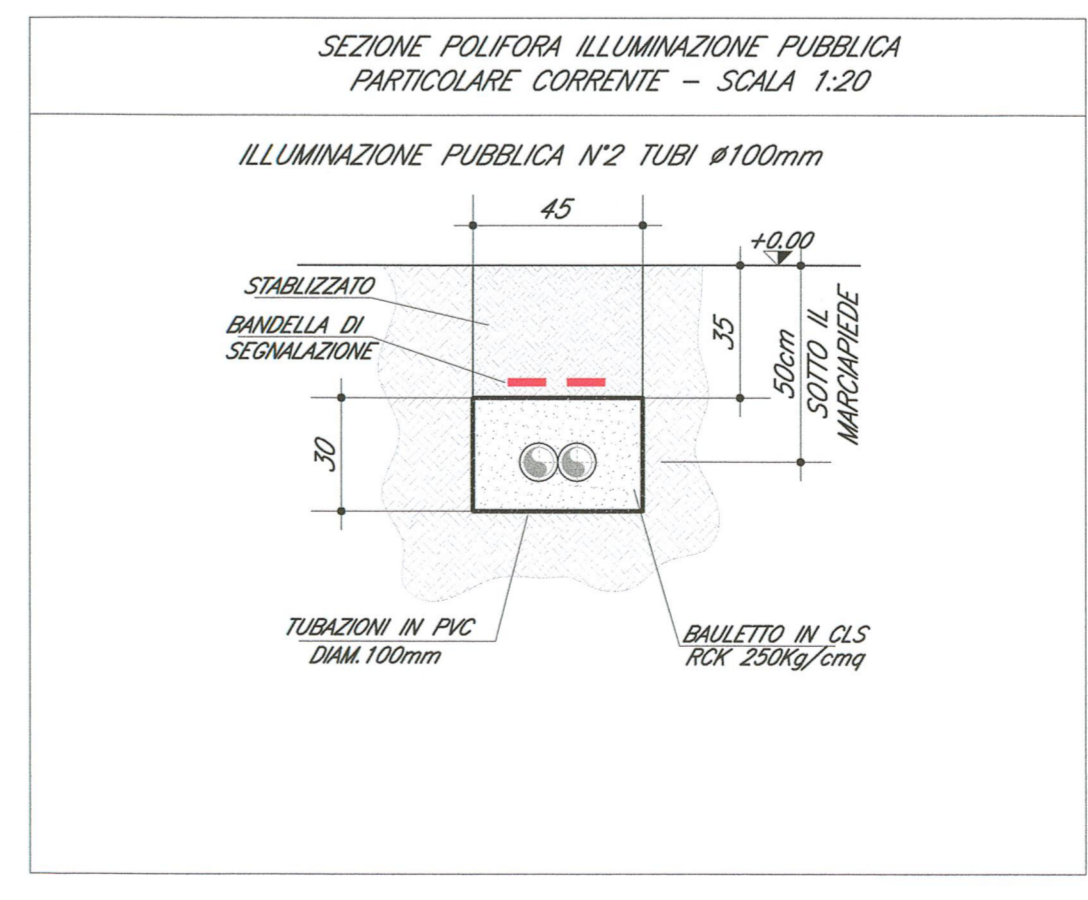 SEZIONE POLIFORA ILLUMINAZIONE PUBBLICA
PARTICOLARE CORRENTE – SCALA 1:20
ILLUMINAZIONE PUBBLICA N°2 TUBI ø100mm
45
+0.00
STABLIZZATO
BANDELLA DI
SEGNALAZIONE
35
50cm
SOTTO IL
MARCIAPIEDE
30
TUBAZIONI IN PVC
DIAM.100mm
BAULETTO IN CLS
RCK 250Kg/cmq